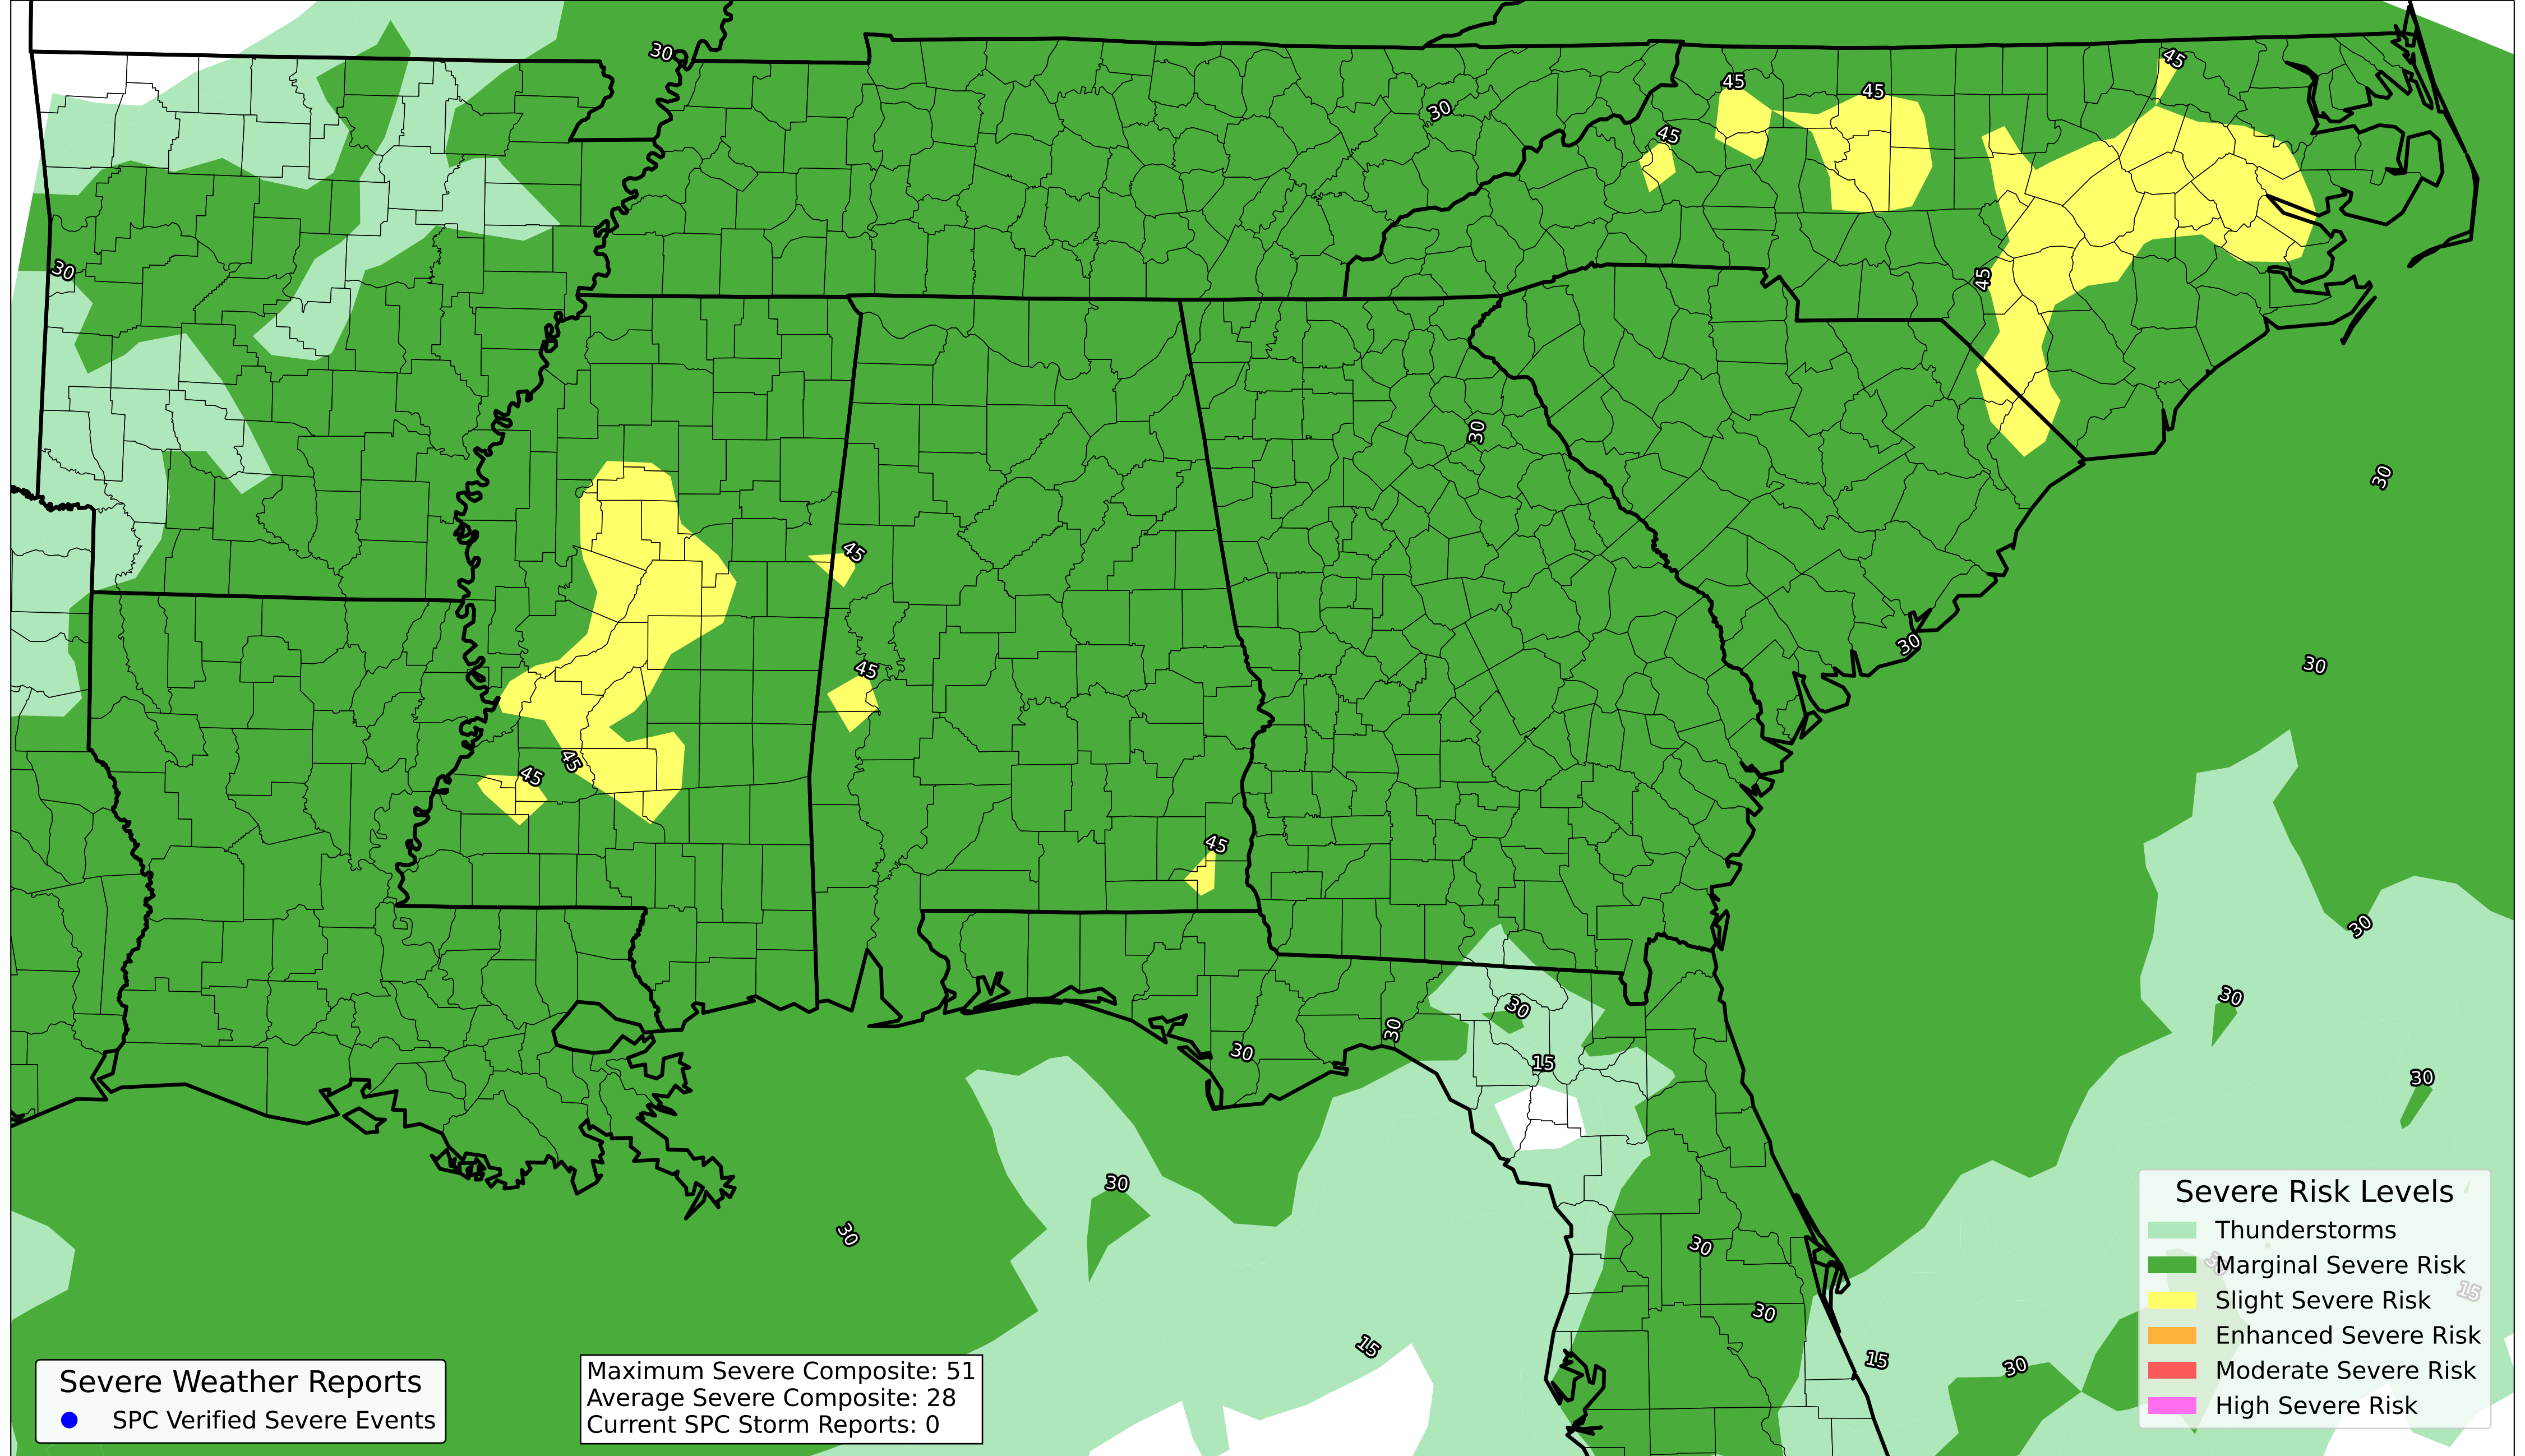 30
45
45
45
30
45
30
45
30
30
45
30
30
45
45
45
45
30
30
30
15
30
30
30
30
30
30
30
15
15
30
15
Severe Risk Levels
Thunderstorms
Marginal Severe Risk
Slight Severe Risk
Enhanced Severe Risk
Moderate Severe Risk
High Severe Risk
Severe Weather Reports
SPC Verified Severe Events
Maximum Severe Composite: 51
Average Severe Composite: 28
Current SPC Storm Reports: 0